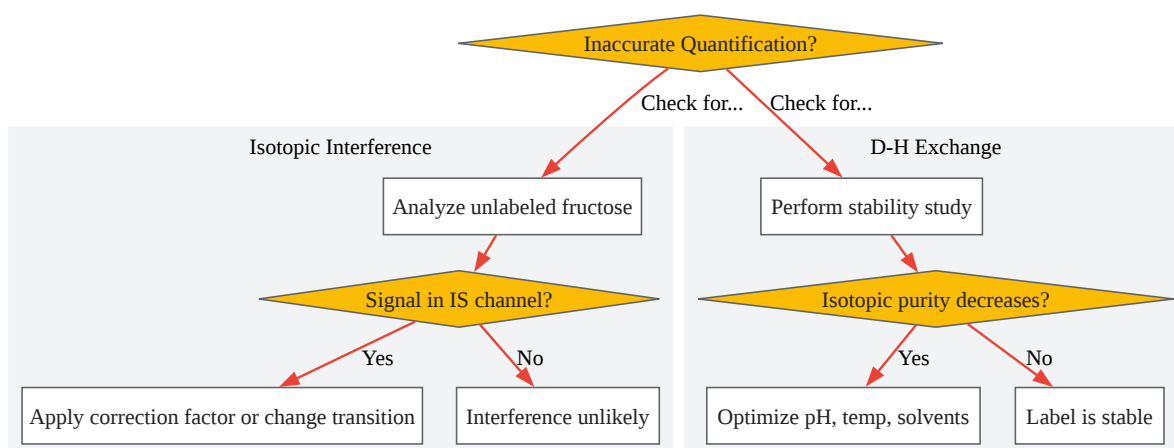 Inaccurate Quantification?
Check for...
Check for...
Isotopic Interference
D-H Exchange
Analyze unlabeled fructose
Perform stability study
Signal in IS channel?
Isotopic purity decreases?
Yes
No
Yes
No
Apply correction factor or change transition
Interference unlikely
Optimize pH, temp, solvents
Label is stable